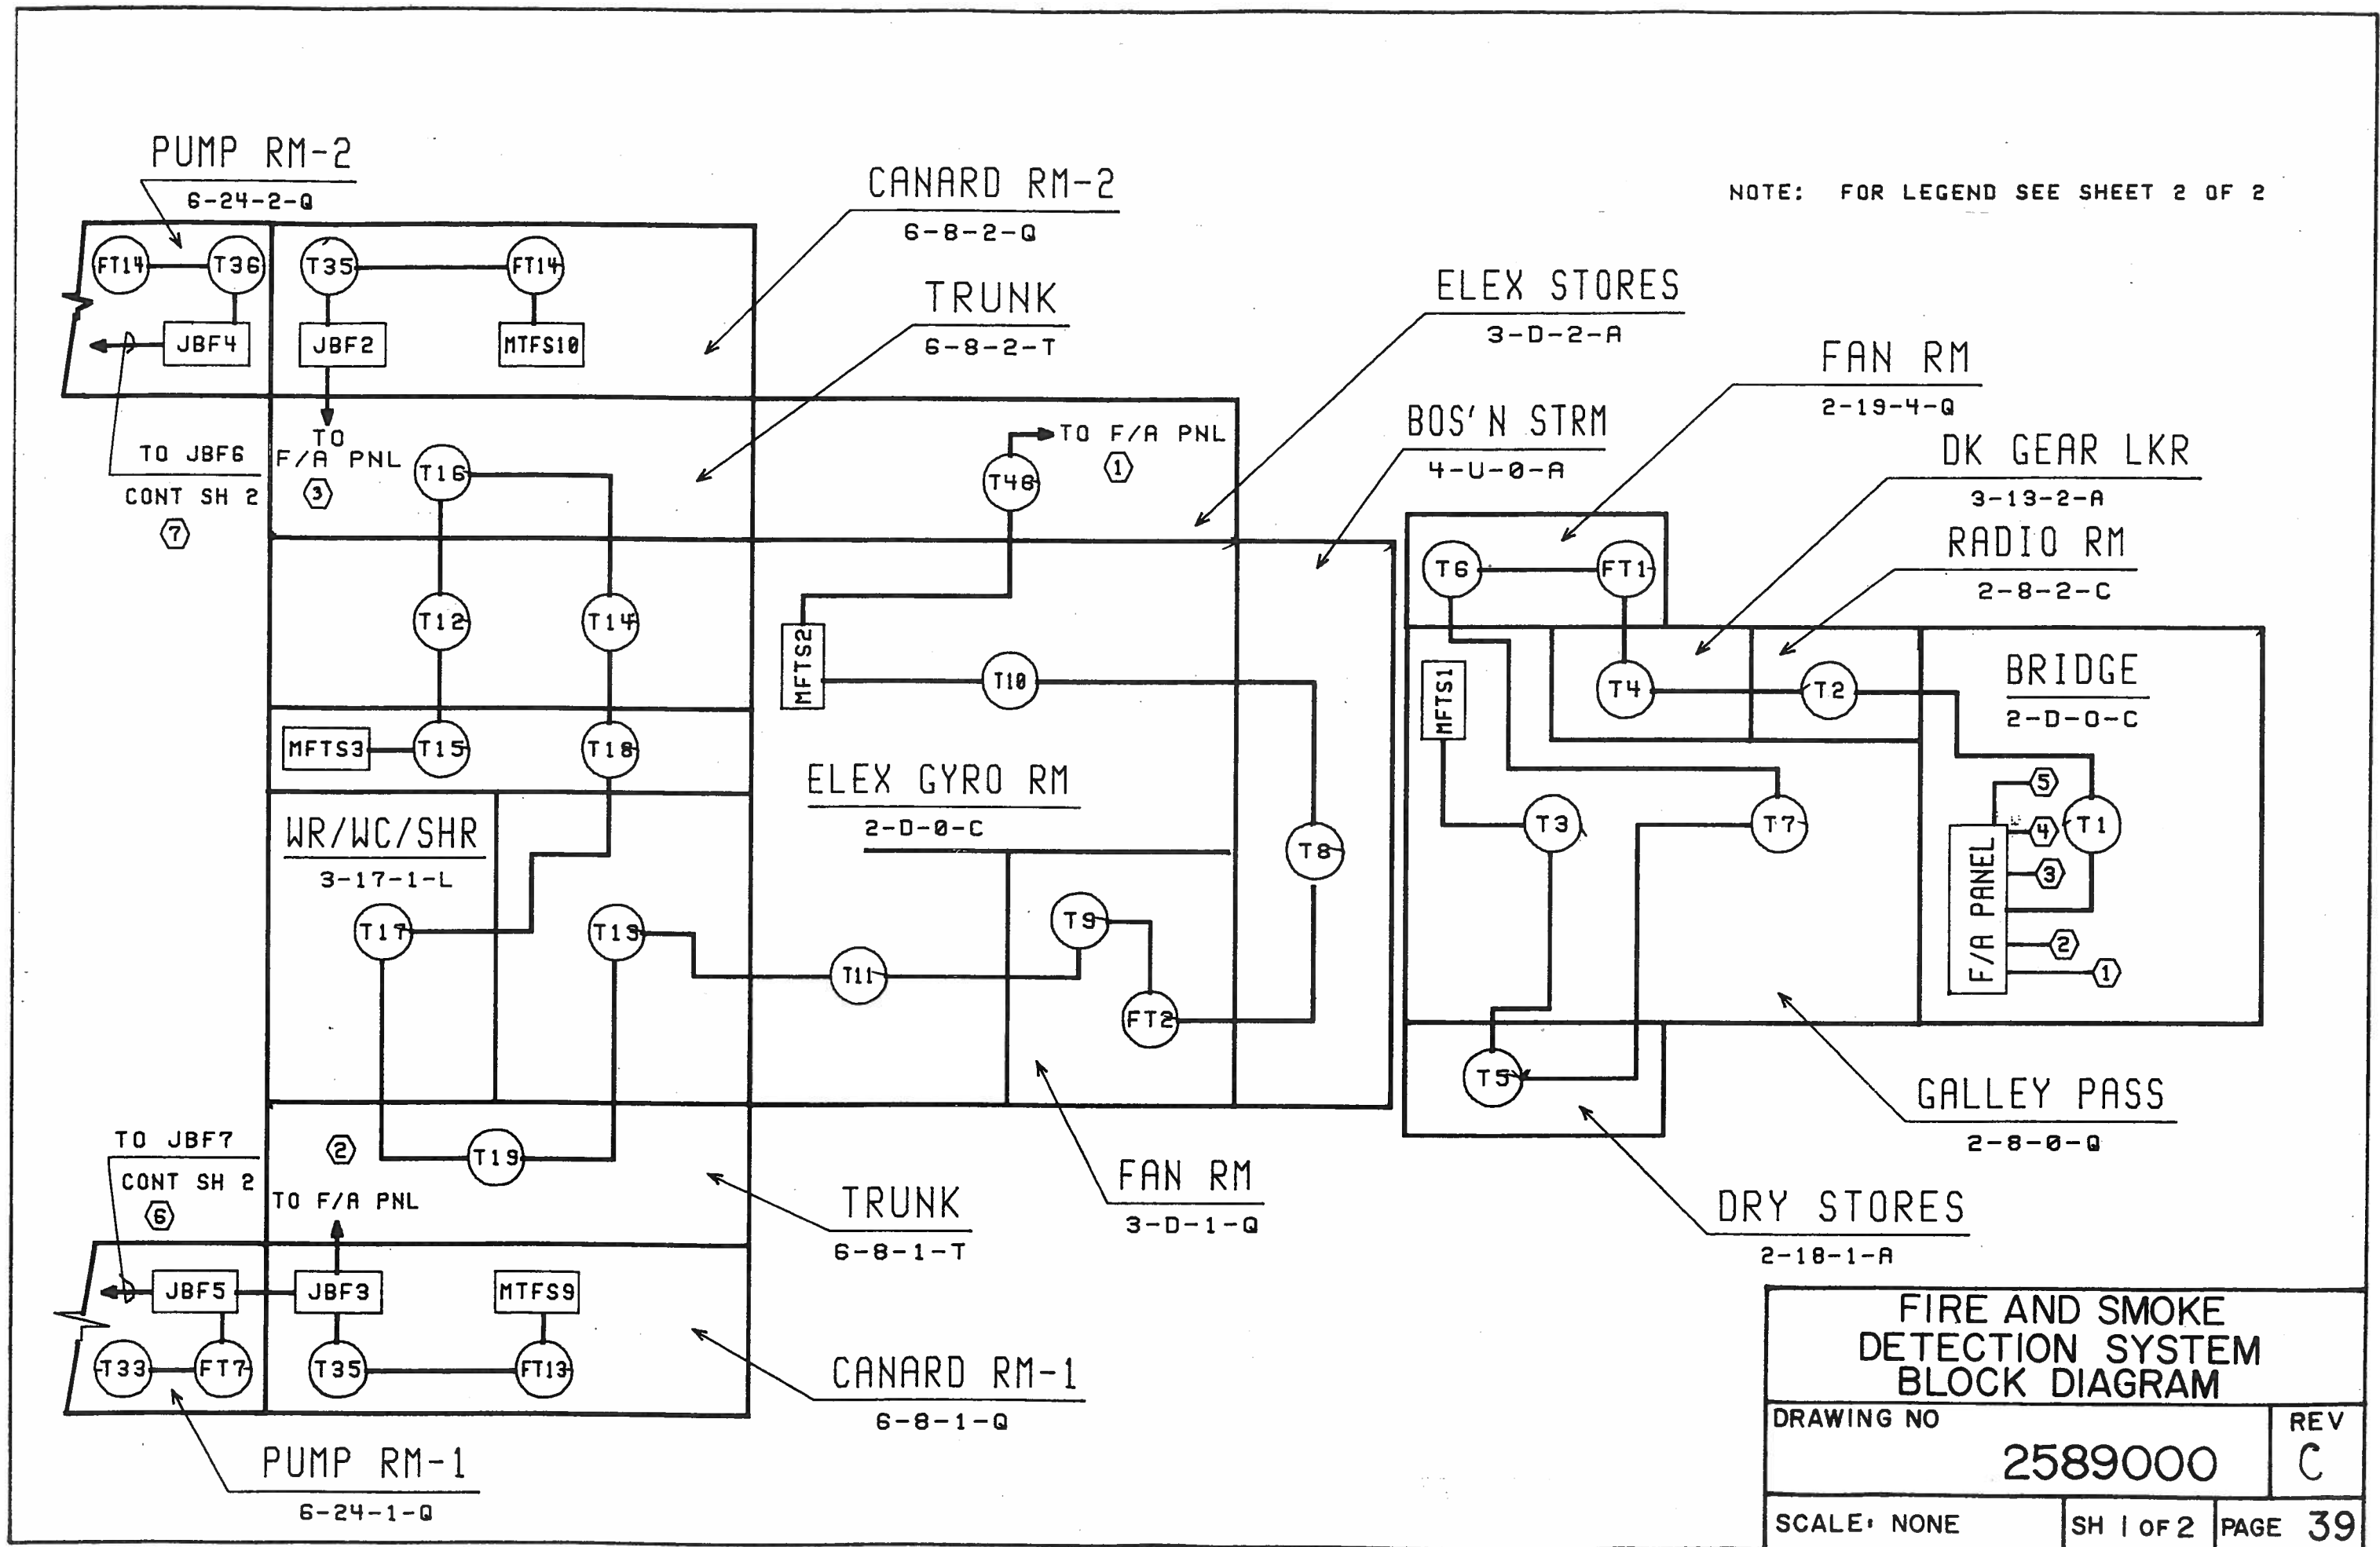 NOTE: FOR LEGEND SEE SHEET 2 OF 2
PUMP RM-2
6-24-2-Q
CANARD RM-2
6-8-2-Q
TRUNK
6-8-2-T
ELEX STORES
3-D-2-A
BOS'N STRM
4-U-0-A
FAN RM
2-19-4-Q
DK GEAR LKR
3-13-2-A
RADIO RM
2-8-2-C
FT14
T36
T35
FT14
JBF4
JBF2
MTFS10
TO JBF6
CONT SH 2
7
TO
F/A PNL
3
T16
T48
TO F/A PNL
1
T12
T14
MFTS2
T10
MFTS3
T15
T18
ELEX GYRO RM
2-D-0-C
WR/WC/SHR
3-17-1-L
T17
T13
T11
T9
FT2
T8
T6
FT1
T4
T2
BRIDGE
2-D-0-C
MFTS1
T3
T7
T1
5
4
3
2
1
F/A PANEL
T5
GALLEY PASS
2-8-0-Q
DRY STORES
2-18-1-A
TO JBF7
CONT SH 2
6
2
TO F/A PNL
T19
TRUNK
6-8-1-T
FAN RM
3-D-1-Q
JBF5
JBF3
MTFS9
T33
FT7
T35
FT13
CANARD RM-1
6-8-1-Q
PUMP RM-1
6-24-1-Q
FIRE AND SMOKE
DETECTION SYSTEM
BLOCK DIAGRAM
DRAWING NO
2589000
REV
C
SCALE: NONE
SH 1 OF 2
PAGE 39